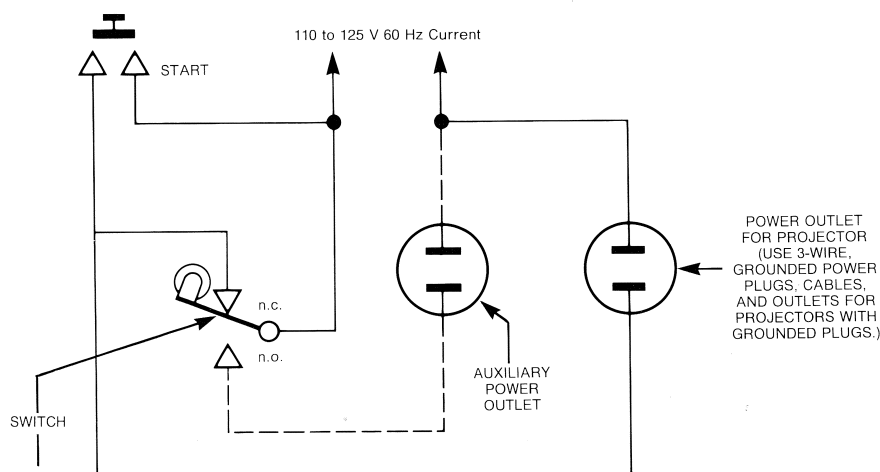 110 to 125 V 60 Hz Current
START
n.c.
n.o.
SWITCH
AUXILIARY
POWER
OUTLET
POWER OUTLET
FOR PROJECTOR
(USE 3-WIRE,
GROUNDED POWER
PLUGS, CABLES,
AND OUTLETS FOR
PROJECTORS WITH
GROUNDED PLUGS.)